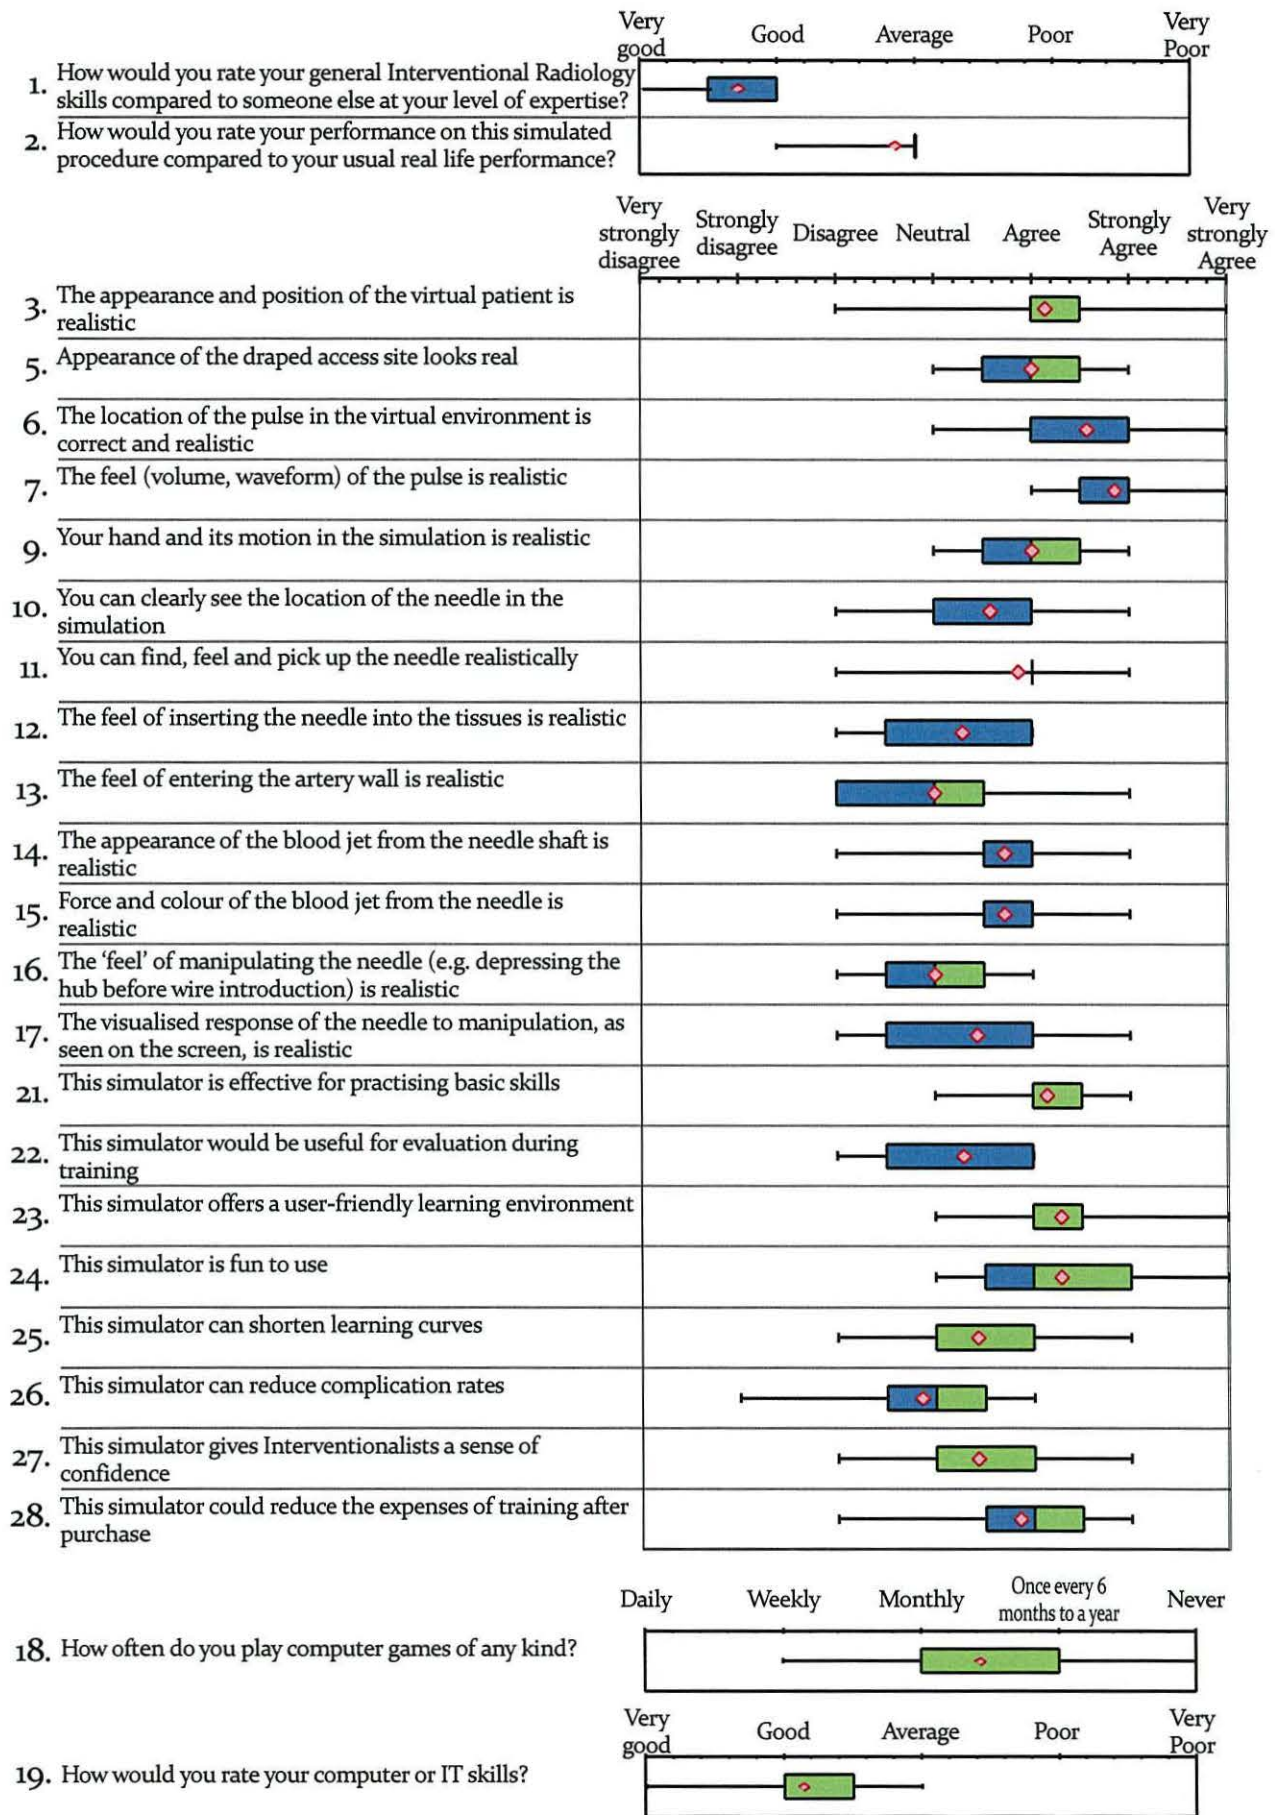 Very good Good Average Poor Very Poor
1. How would you rate your general Interventional Radiology
skills compared to someone else at your level of expertise?
2. How would you rate your performance on this simulated
procedure compared to your usual real life performance?
Very strongly disagree Strongly disagree Disagree Neutral Agree Strongly Agree Very strongly Agree
3. The appearance and position of the virtual patient is
realistic
5. Appearance of the draped access site looks real
6. The location of the pulse in the virtual environment is
correct and realistic
7. The feel (volume, waveform) of the pulse is realistic
9. Your hand and its motion in the simulation is realistic
10. You can clearly see the location of the needle in the
simulation
11. You can find, feel and pick up the needle realistically
12. The feel of inserting the needle into the tissues is realistic
13. The feel of entering the artery wall is realistic
14. The appearance of the blood jet from the needle shaft is
realistic
15. Force and colour of the blood jet from the needle is
realistic
16. The 'feel' of manipulating the needle (e.g. depressing the
hub before wire introduction) is realistic
17. The visualised response of the needle to manipulation, as
seen on the screen, is realistic
21. This simulator is effective for practising basic skills
22. This simulator would be useful for evaluation during
training
23. This simulator offers a user-friendly learning environment
24. This simulator is fun to use
25. This simulator can shorten learning curves
26. This simulator can reduce complication rates
27. This simulator gives Interventionalists a sense of
confidence
28. This simulator could reduce the expenses of training after
purchase
Daily Weekly Monthly Once every 6 months to a year Never
18. How often do you play computer games of any kind?
Very good Good Average Poor Very Poor
19. How would you rate your computer or IT skills?